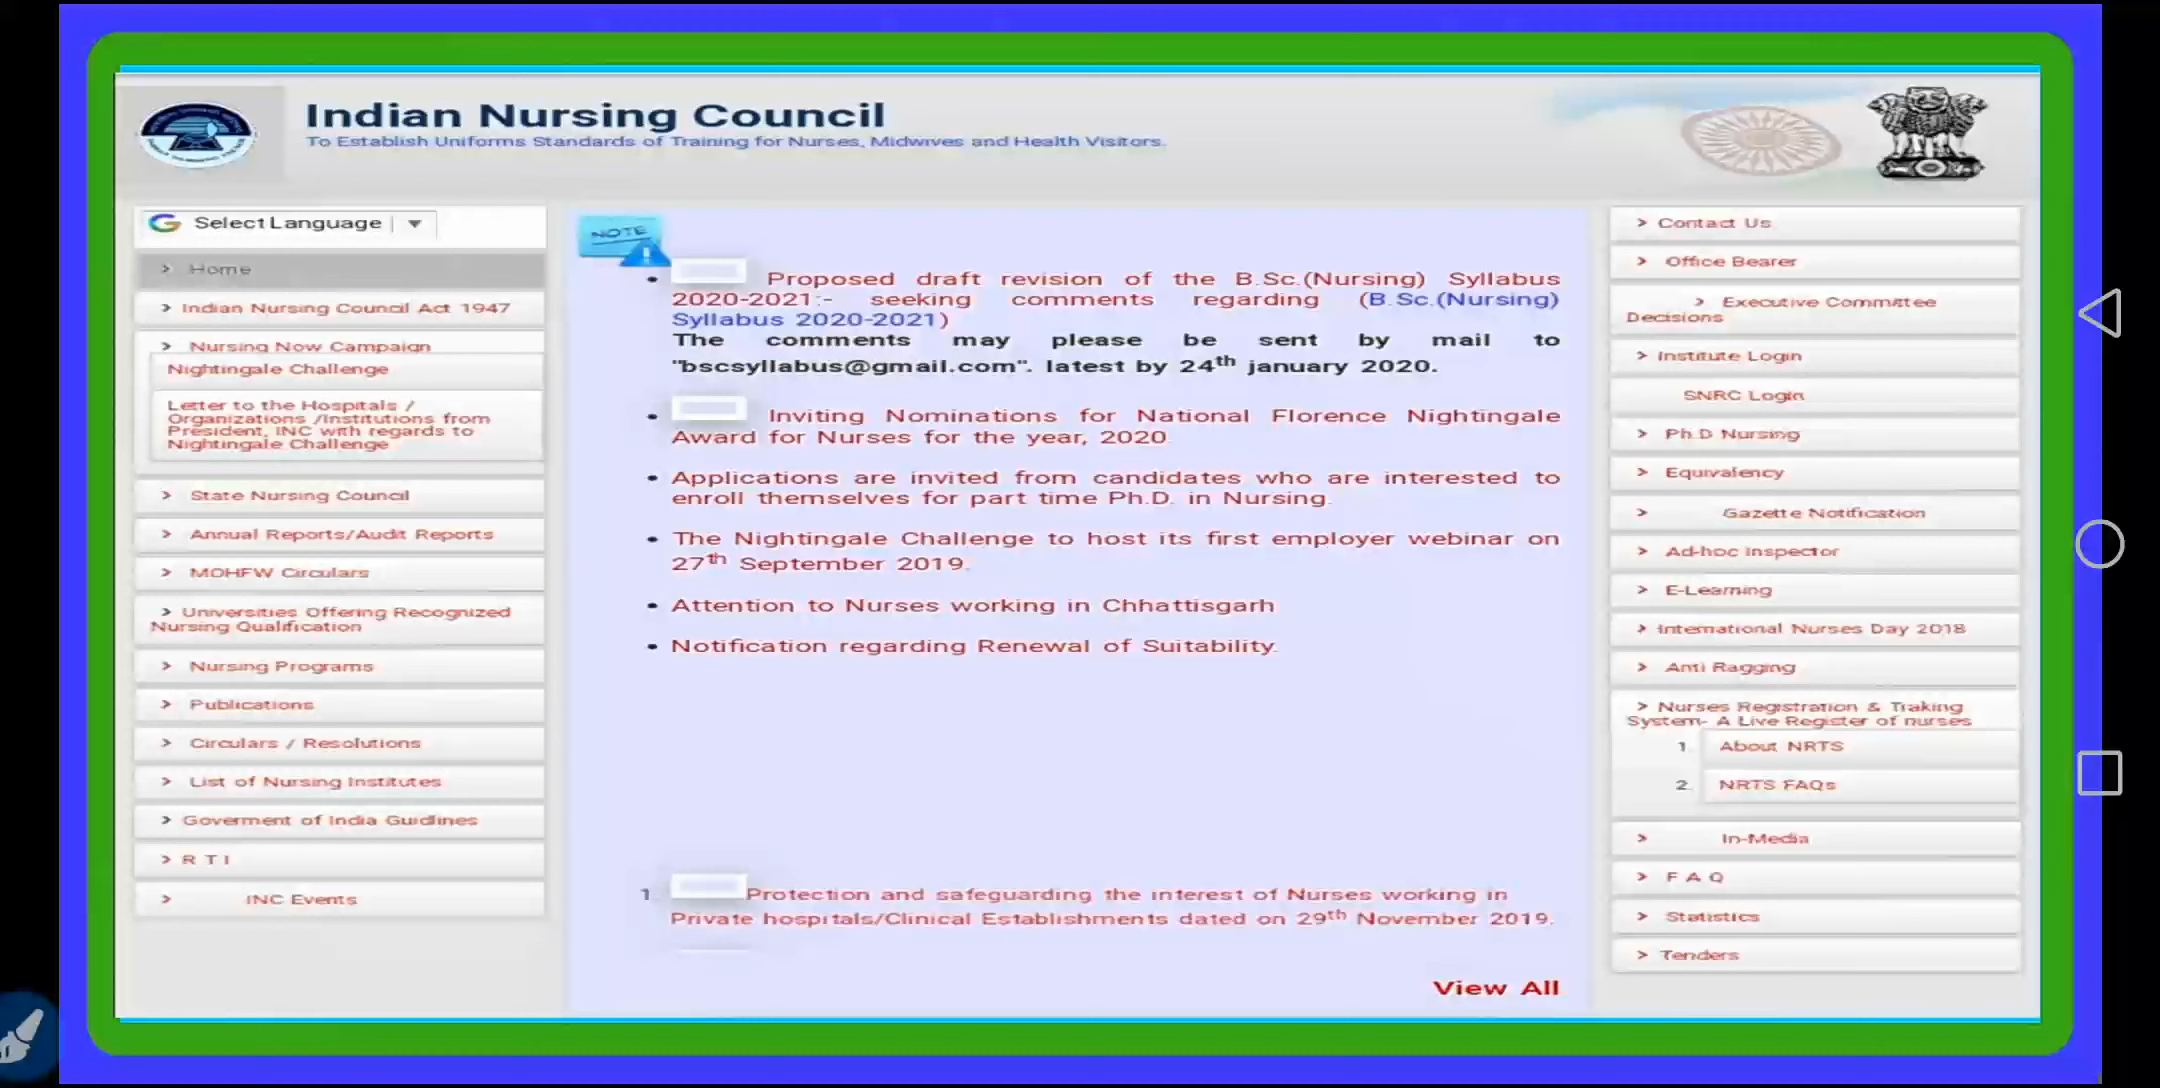 Indian Nursing Council
To Establish Uniforms Standards of Training for Nurses, Midwives and Health Visitors.
Select Language
> Home
> Indian Nursing Council Act 1947
> Nursing Now Campaign
Nightingale Challenge
Letter to the Hospitals /
Organizations /Institutions from
President, INC with regards to
Nightingale Challenge
> State Nursing Council
> Annual Reports/Audit Reports
> MOHFW Circulars
> Universities Offering Recognized
Nursing Qualification
> Nursing Programs
> Publications
> Circulars / Resolutions
> List of Nursing Institutes
> Goverment of India Guidlines
> R T I
> INC Events
NOTE
• Proposed draft revision of the B.Sc.(Nursing) Syllabus
2020-2021:- seeking comments regarding (B.Sc.(Nursing)
Syllabus 2020-2021)
The comments may please be sent by mail to
"bscsyllabus@gmail.com". latest by 24th january 2020.
• Inviting Nominations for National Florence Nightingale
Award for Nurses for the year, 2020
• Applications are invited from candidates who are interested to
enroll themselves for part time Ph.D. in Nursing.
• The Nightingale Challenge to host its first employer webinar on
27th September 2019.
• Attention to Nurses working in Chhattisgarh
• Notification regarding Renewal of Suitability.
1. Protection and safeguarding the interest of Nurses working in
Private hospitals/Clinical Establishments dated on 29th November 2019.
View All
> Contact Us
> Office Bearer
> Executive Committee
Decisions
> Institute Login
SNRC Login
> Ph.D Nursing
> Equivalency
> Gazette Notification
> Ad-hoc Inspector
> E-Learning
> International Nurses Day 2018
> Anti Ragging
> Nurses Registration & Traking
System- A Live Register of nurses
1. About NRTS
2. NRTS FAQs
> In-Media
> F A Q
> Statistics
> Tenders